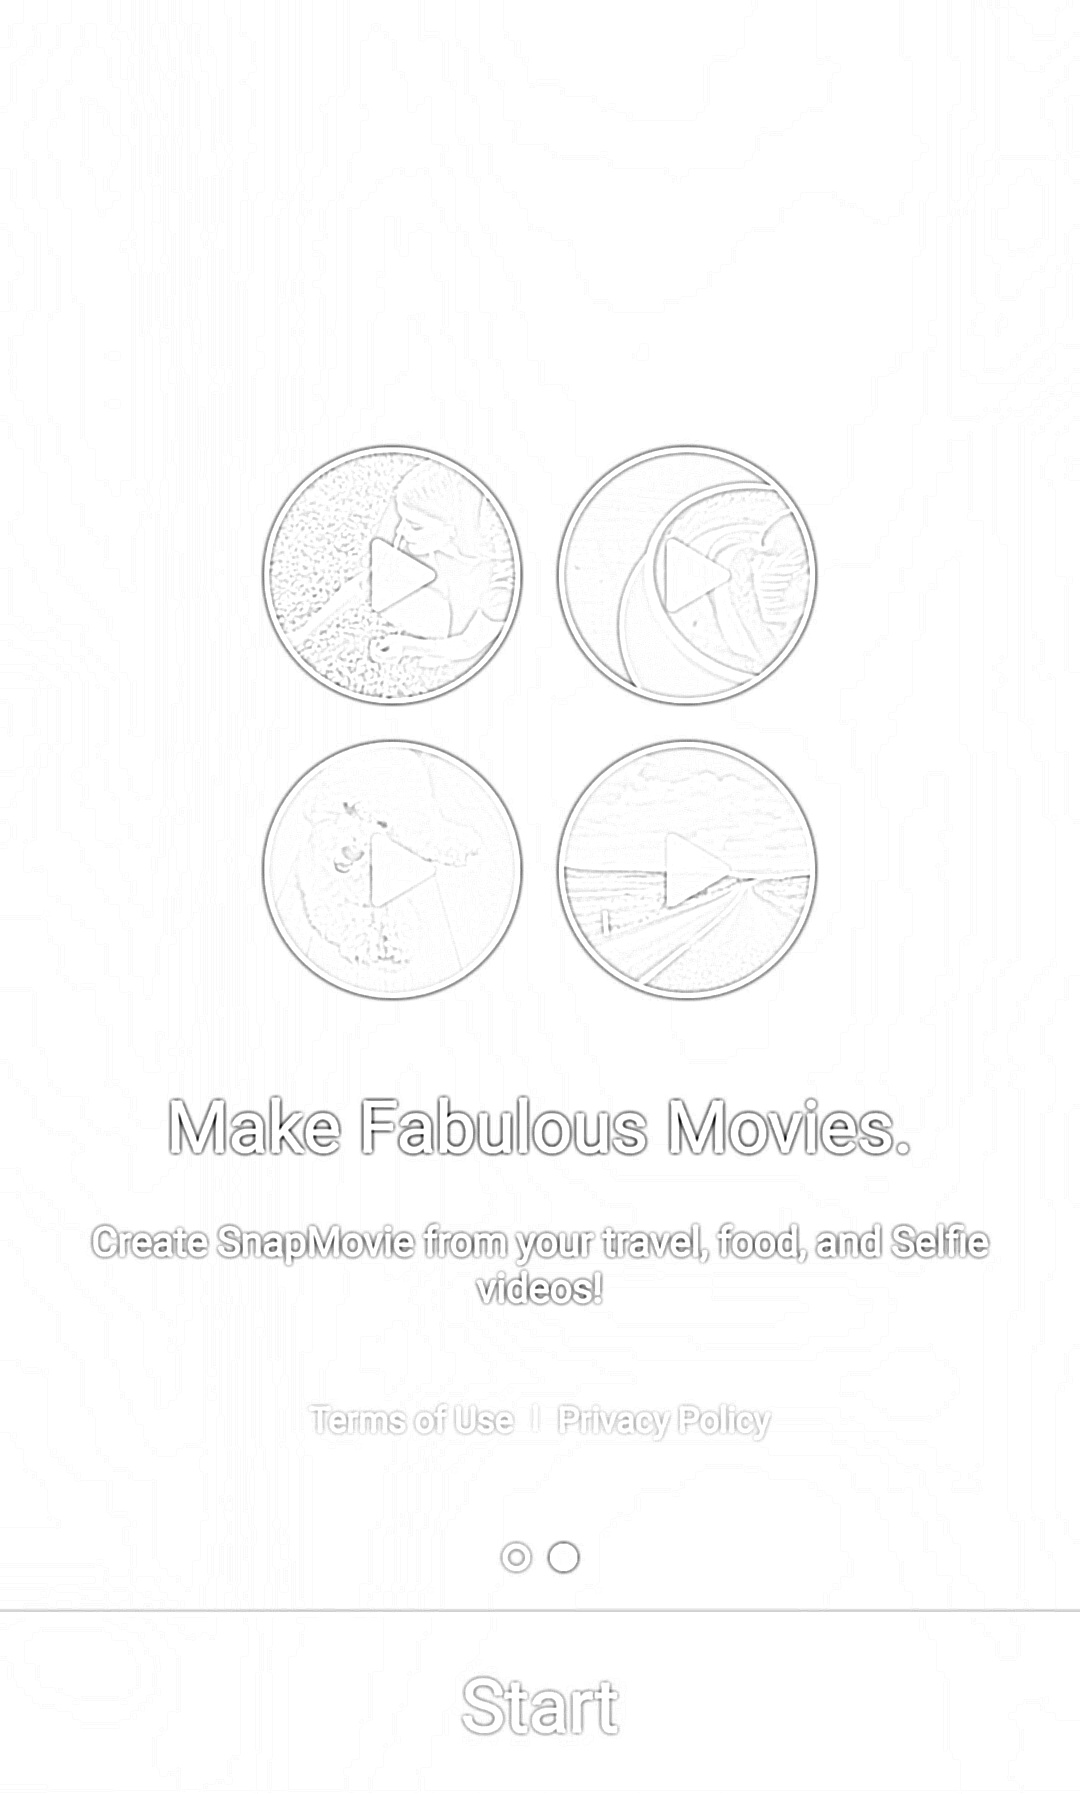 Make Fabulous Movies.
Create SnapMovie from your travel, food, and Selfie
videos!
Terms of Use | Privacy Policy
Start